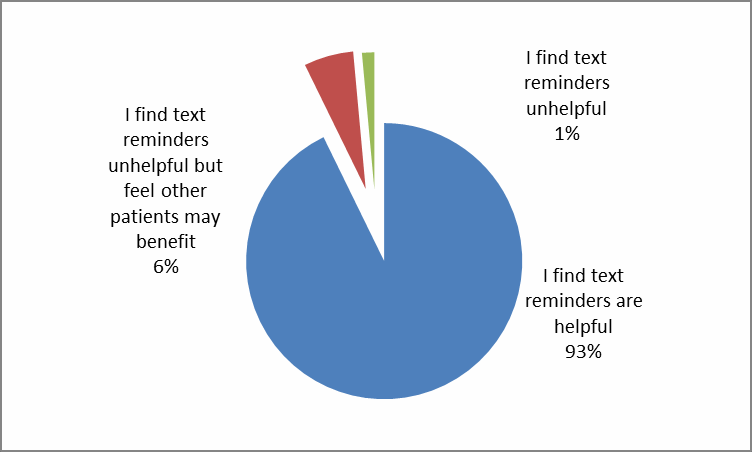 I find text
reminders
unhelpful
1%
I find text
reminders
unhelpful but
feel other
patients may
benefit
6%
I find text
reminders are
helpful
93%